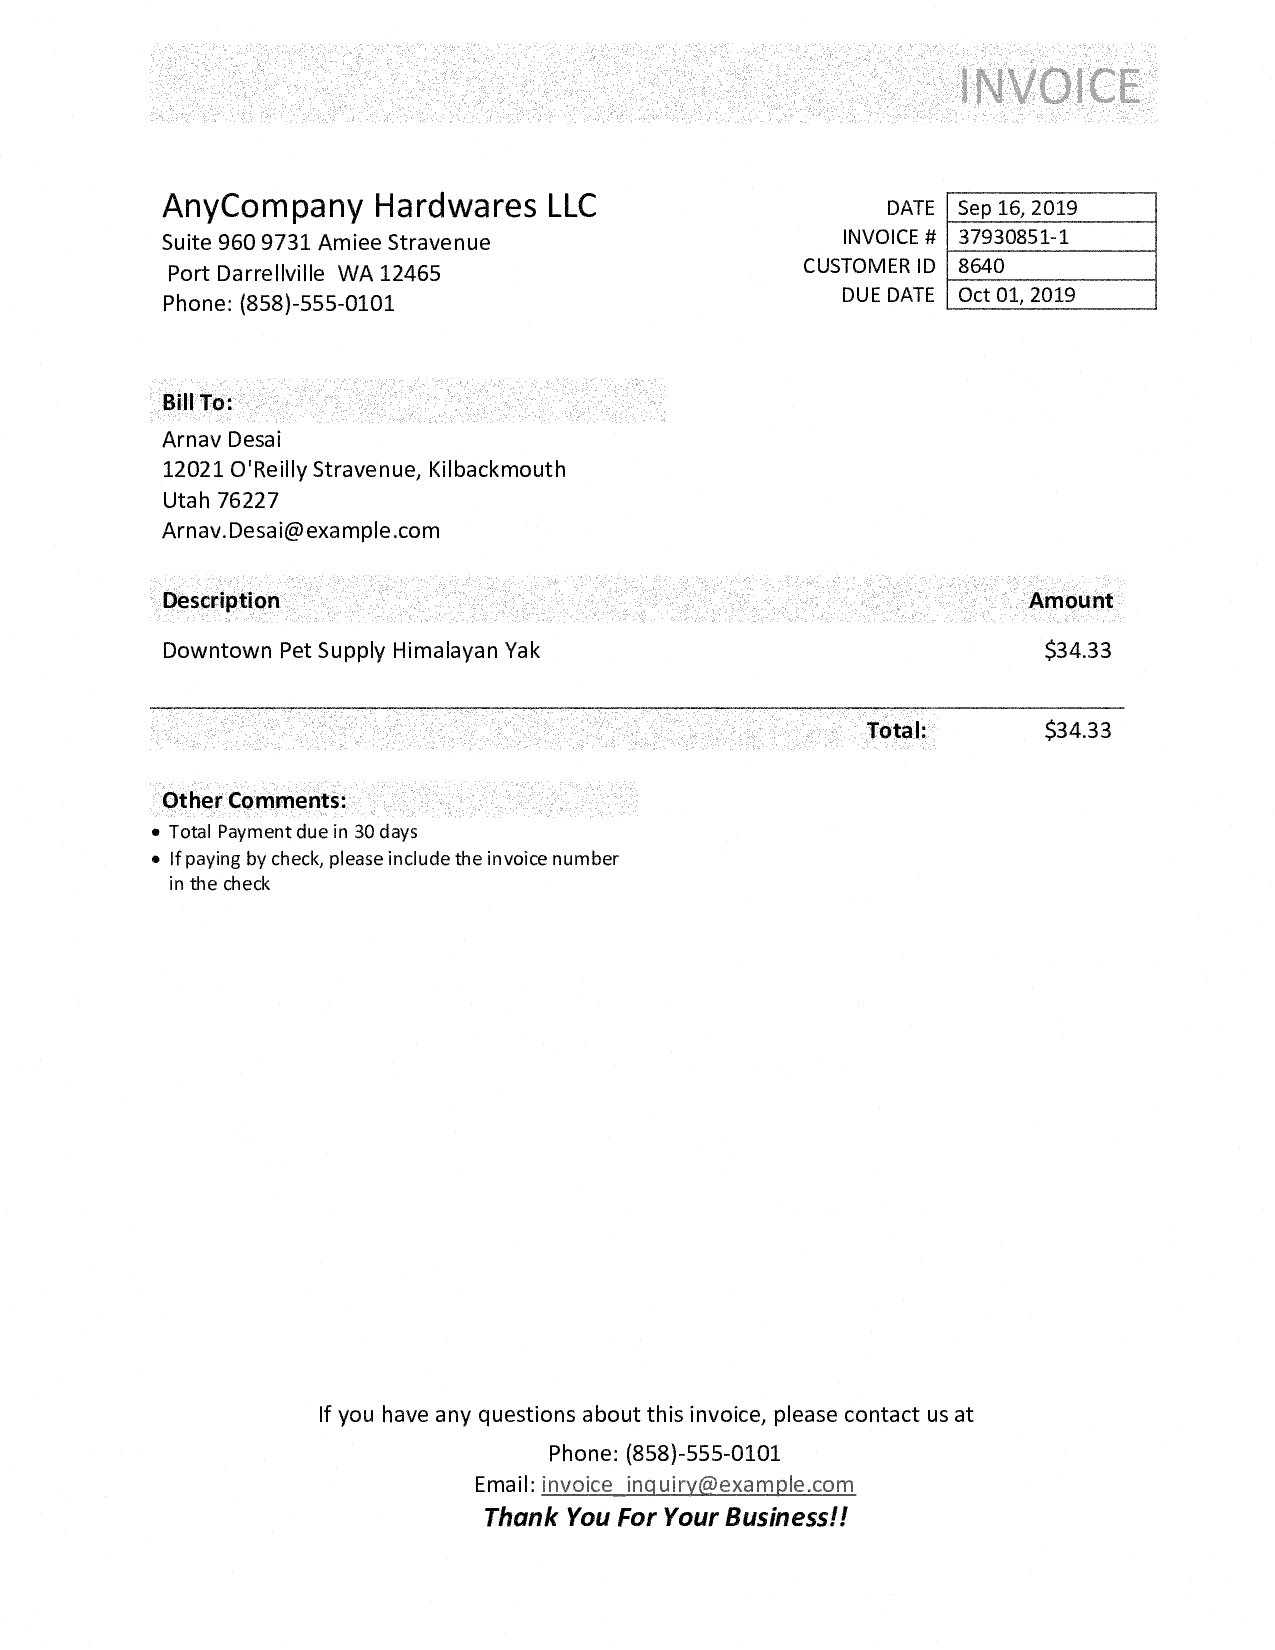 INVOICE
AnyCompany Hardwares LLC
Suite 960 9731 Amiee Stravenue
Port Darrellville WA 12465
Phone: (858)-555-0101
DATE Sep 16, 2019
INVOICE # 37930851-1
CUSTOMER ID 8640
DUE DATE Oct 01, 2019
Bill To:
Arnav Desai
12021 O'Reilly Stravenue, Kilbackmouth
Utah 76227
Arnav.Desai@example.com
Description Amount
Downtown Pet Supply Himalayan Yak $34.33
Total: $34.33
Other Comments:
• Total Payment due in 30 days
• If paying by check, please include the invoice number
in the check
If you have any questions about this invoice, please contact us at
Phone: (858)-555-0101
Email: invoice_inquiry@example.com
Thank You For Your Business!!